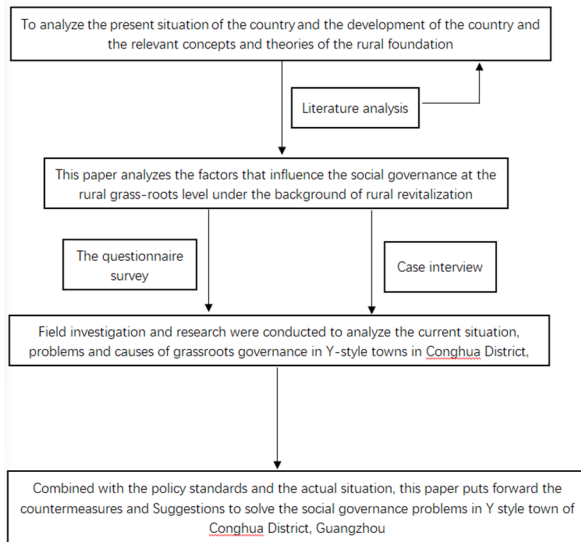 To analyze the present situation of the country and the development of the country and
the relevant concepts and theories of the rural foundation
Literature analysis
This paper analyzes the factors that influence the social governance at the
rural grass-roots level under the background of rural revitalization
The questionnaire
survey
Case interview
Field investigation and research were conducted to analyze the current situation,
problems and causes of grassroots governance in Y-style towns in Conghua District,
Combined with the policy standards and the actual situation, this paper puts forward the
countermeasures and Suggestions to solve the social governance problems in Y style town of
Conghua District, Guangzhou